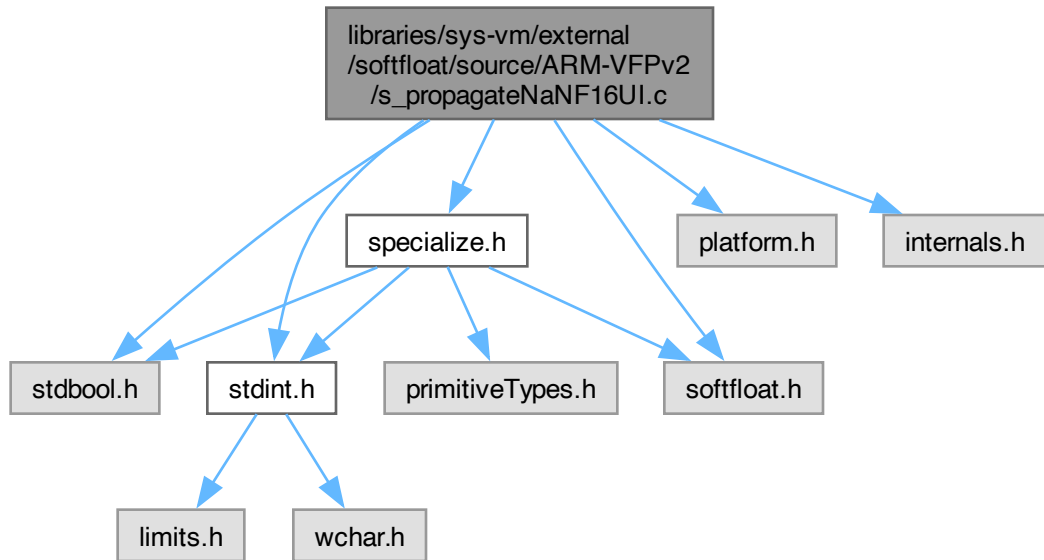 libraries/sys-vm/external
/softfloat/source/ARM-VFPv2
/s_propagateNaNF16UI.c
specialize.h
platform.h
internals.h
stdbool.h
stdint.h
primitiveTypes.h
softfloat.h
limits.h
wchar.h